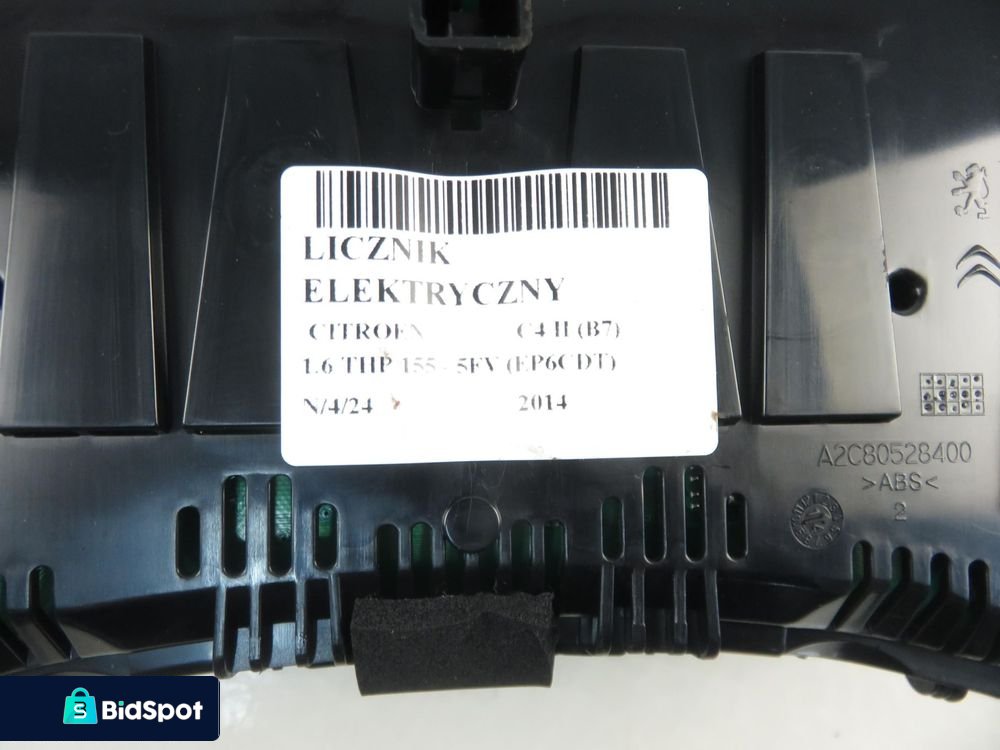 LICZNIK
ELEKTRYCZNY
CITROEN C4 II (B7)
1.6 THP 155 - 5FV (EP6CDT)
N/4/24 2014
A2C80528400
>ABS<
2
S BidSpot